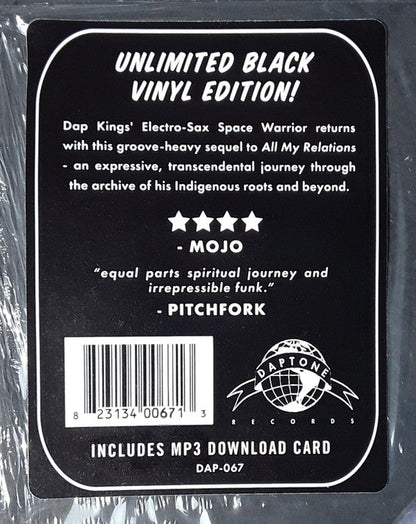 UNLIMITED BLACK
VINYL EDITION!
Dap Kings' Electro-Sax Space Warrior returns
with this groove-heavy sequel to All My Relations
- an expressive, transcendental journey through
the archive of his Indigenous roots and beyond.
★★★★
- MOJO
“equal parts spiritual journey and
irrepressible funk.”
- PITCHFORK
8 23134 00671 3
DAPTONE
RECORDS
INCLUDES MP3 DOWNLOAD CARD
DAP-067